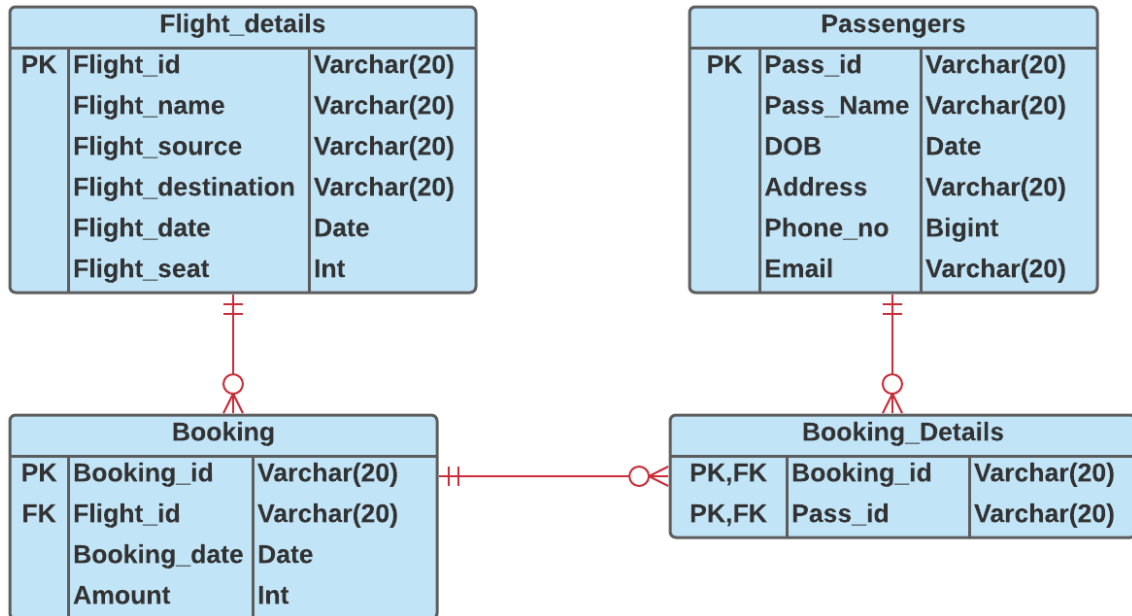 Flight_details
PK Flight_id Varchar(20)
Flight_name Varchar(20)
Flight_source Varchar(20)
Flight_destination Varchar(20)
Flight_date Date
Flight_seat Int
Passengers
PK Pass_id Varchar(20)
Pass_Name Varchar(20)
DOB Date
Address Varchar(20)
Phone_no Bigint
Email Varchar(20)
Booking
PK Booking_id Varchar(20)
FK Flight_id Varchar(20)
Booking_date Date
Amount Int
Booking_Details
PK,FK Booking_id Varchar(20)
PK,FK Pass_id Varchar(20)